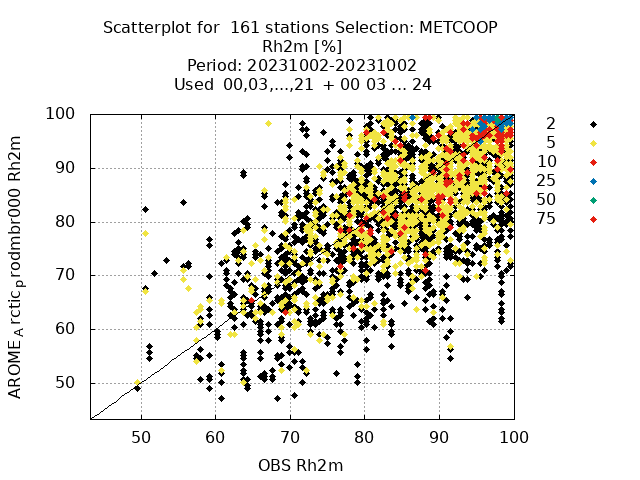 Scatterplot for  161 stations Selection: METCOOP
Rh2m [%]
Period: 20231002-20231002
Used  00,03,...,21  + 00 03 ... 24
AROME_Arctic_prodmbr000 Rh2m
100
90
80
70
60
50
50 60 70 80 90 100
OBS Rh2m
2
5
10
25
50
75